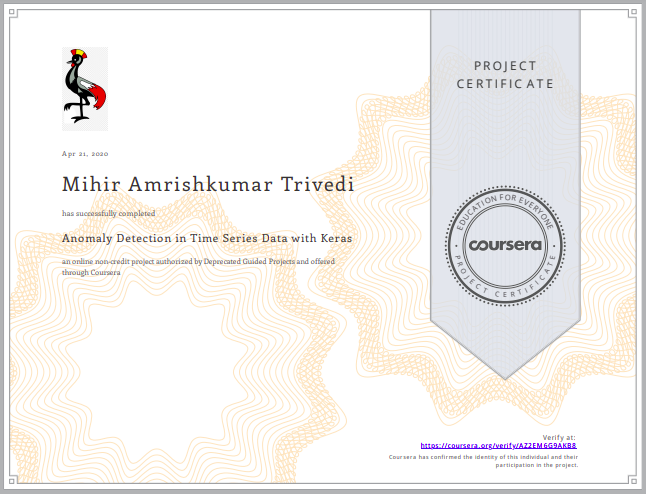 PROJECT
CERTIFICATE
Apr 21, 2020
Mihir Amrishkumar Trivedi
has successfully completed
Anomaly Detection in Time Series Data with Keras
an online non-credit project authorized by Deprecated Guided Projects and offered
through Coursera
EDUCATION FOR EVERYONE
coursera
PROJECT CERTIFICATE
Verify at:
https://coursera.org/verify/AZ2EM6G9AKB8
Coursera has confirmed the identity of this individual and their
participation in the project.